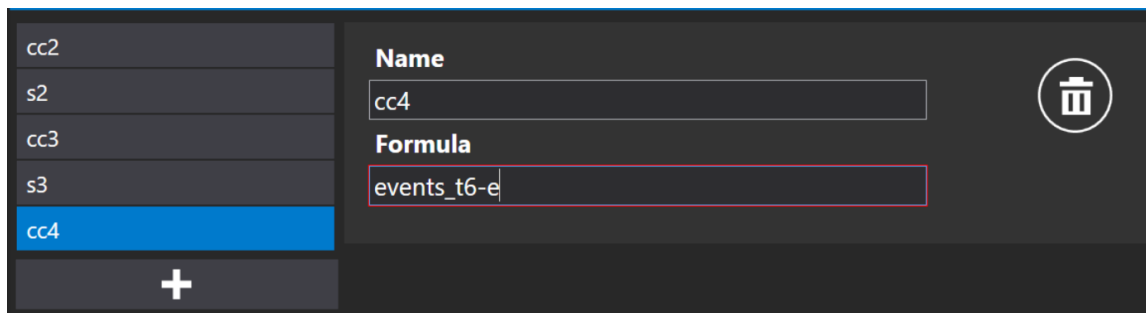 cc2
s2
cc3
s3
cc4
Name
cc4
Formula
events_t6-e